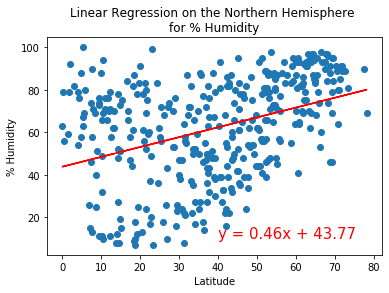 Linear Regression on the Northern Hemisphere
for % Humidity
100
80
60
40
20
% Humidity
y = 0.46x + 43.77
0 10 20 30 40 50 60 70 80
Latitude